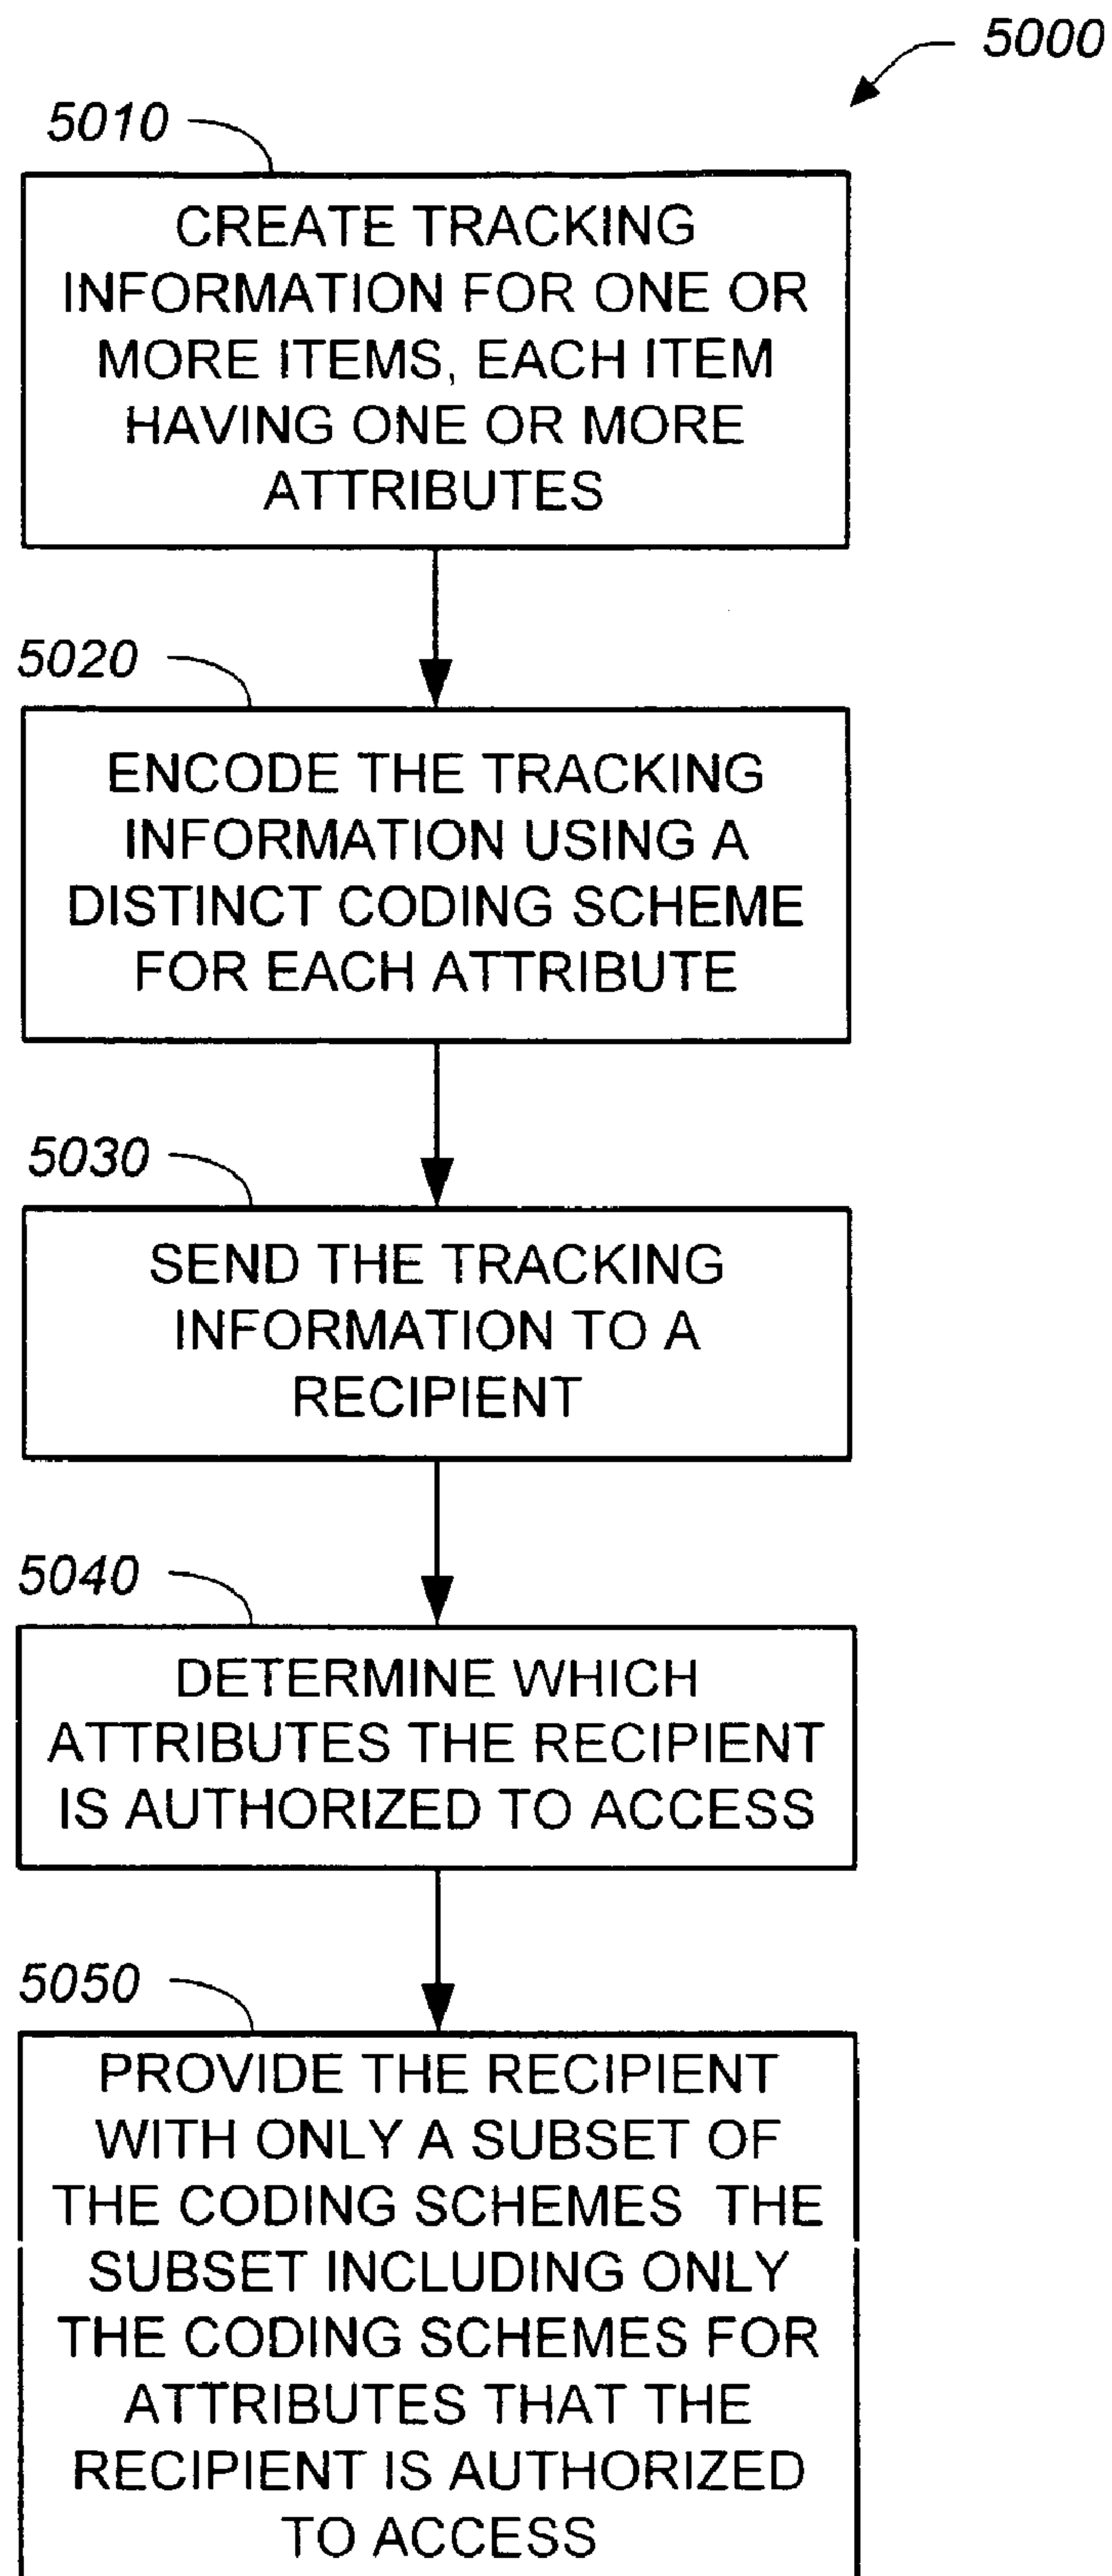 5000
5010
CREATE TRACKING
INFORMATION FOR ONE OR
MORE ITEMS, EACH ITEM
HAVING ONE OR MORE
ATTRIBUTES
5020
ENCODE THE TRACKING
INFORMATION USING A
DISTINCT CODING SCHEME
FOR EACH ATTRIBUTE
5030
SEND THE TRACKING
INFORMATION TO A
RECIPIENT
5040
DETERMINE WHICH
ATTRIBUTES THE RECIPIENT
IS AUTHORIZED TO ACCESS
5050
PROVIDE THE RECIPIENT
WITH ONLY A SUBSET OF
THE CODING SCHEMES THE
SUBSET INCLUDING ONLY
THE CODING SCHEMES FOR
ATTRIBUTES THAT THE
RECIPIENT IS AUTHORIZED
TO ACCESS